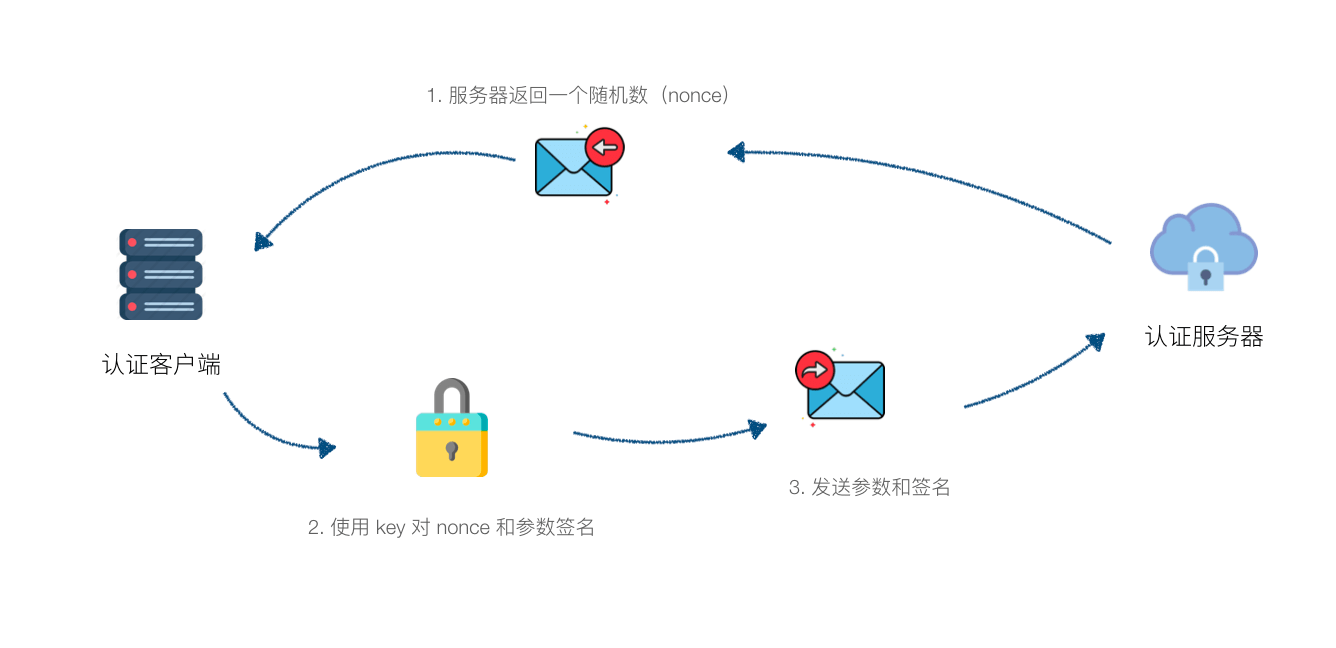 1. 服务器返回一个随机数（nonce）
认证服务器
认证客户端
3. 发送参数和签名
2. 使用 key 对 nonce 和参数签名